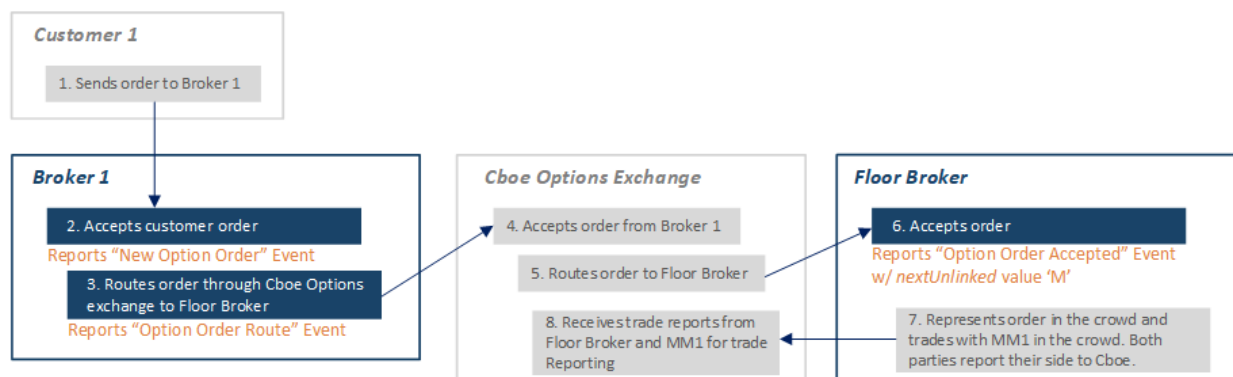 Customer 1
1. Sends order to Broker 1
Broker 1
2. Accepts customer order
Reports “New Option Order” Event
3. Routes order through Cboe Options
exchange to Floor Broker
Reports “Option Order Route” Event
Cboe Options Exchange
4. Accepts order from Broker 1
5. Routes order to Floor Broker
8. Receives trade reports from
Floor Broker and MM1 for trade
Reporting
Floor Broker
6. Accepts order
Reports “Option Order Accepted” Event
w/ nextUnlinked value ‘M’
7. Represents order in the crowd and
trades with MM1 in the crowd. Both
parties report their side to Cboe.